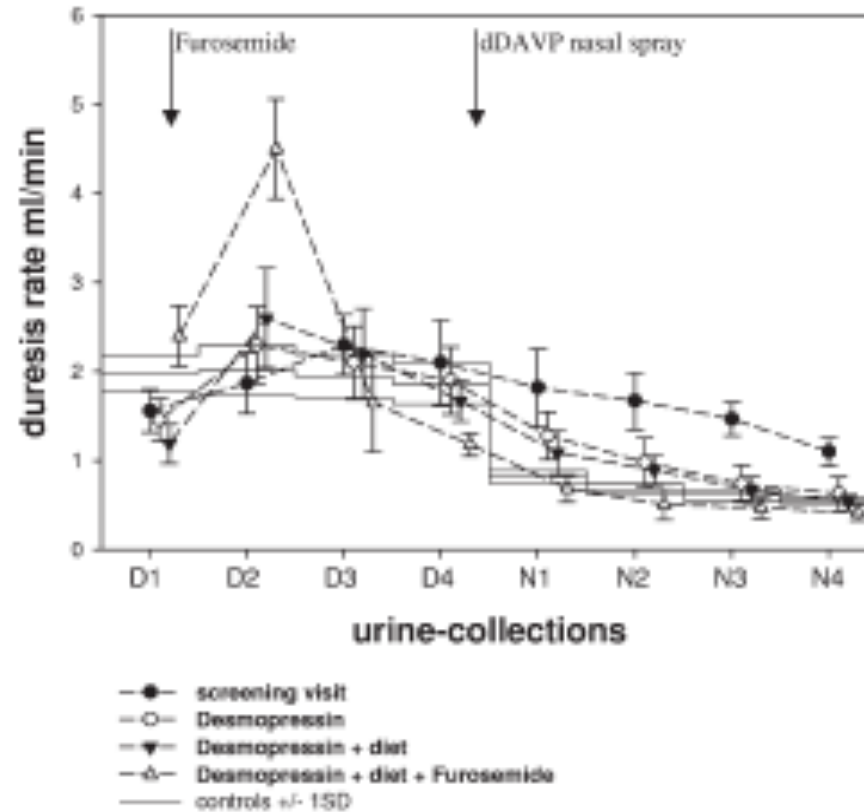 6
Furosemide
dDAVP nasal spray
5
4
3
2
1
0
duresis rate ml/min
D1 D2 D3 D4 N1 N2 N3 N4
urine-collections
screening visit
Desmopressin
Desmopressin + diet
Desmopressin + diet + Furosemide
controls +/- 1SD